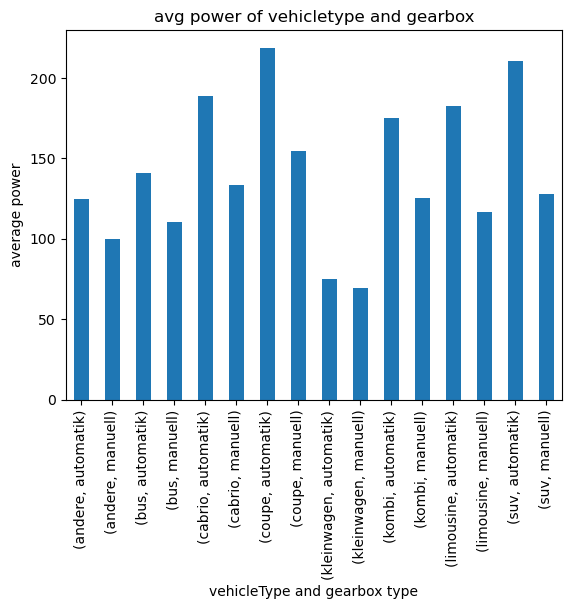 avg power of vehicletype and gearbox
average power
200
150
100
50
0
(andere, automatik)
(andere, manuell)
(bus, automatik)
(bus, manuell)
(cabrio, automatik)
(cabrio, manuell)
(coupe, automatik)
(coupe, manuell)
(kleinwagen, automatik)
(kleinwagen, manuell)
(kombi, automatik)
(kombi, manuell)
(limousine, automatik)
(limousine, manuell)
(suv, automatik)
(suv, manuell)
vehicleType and gearbox type